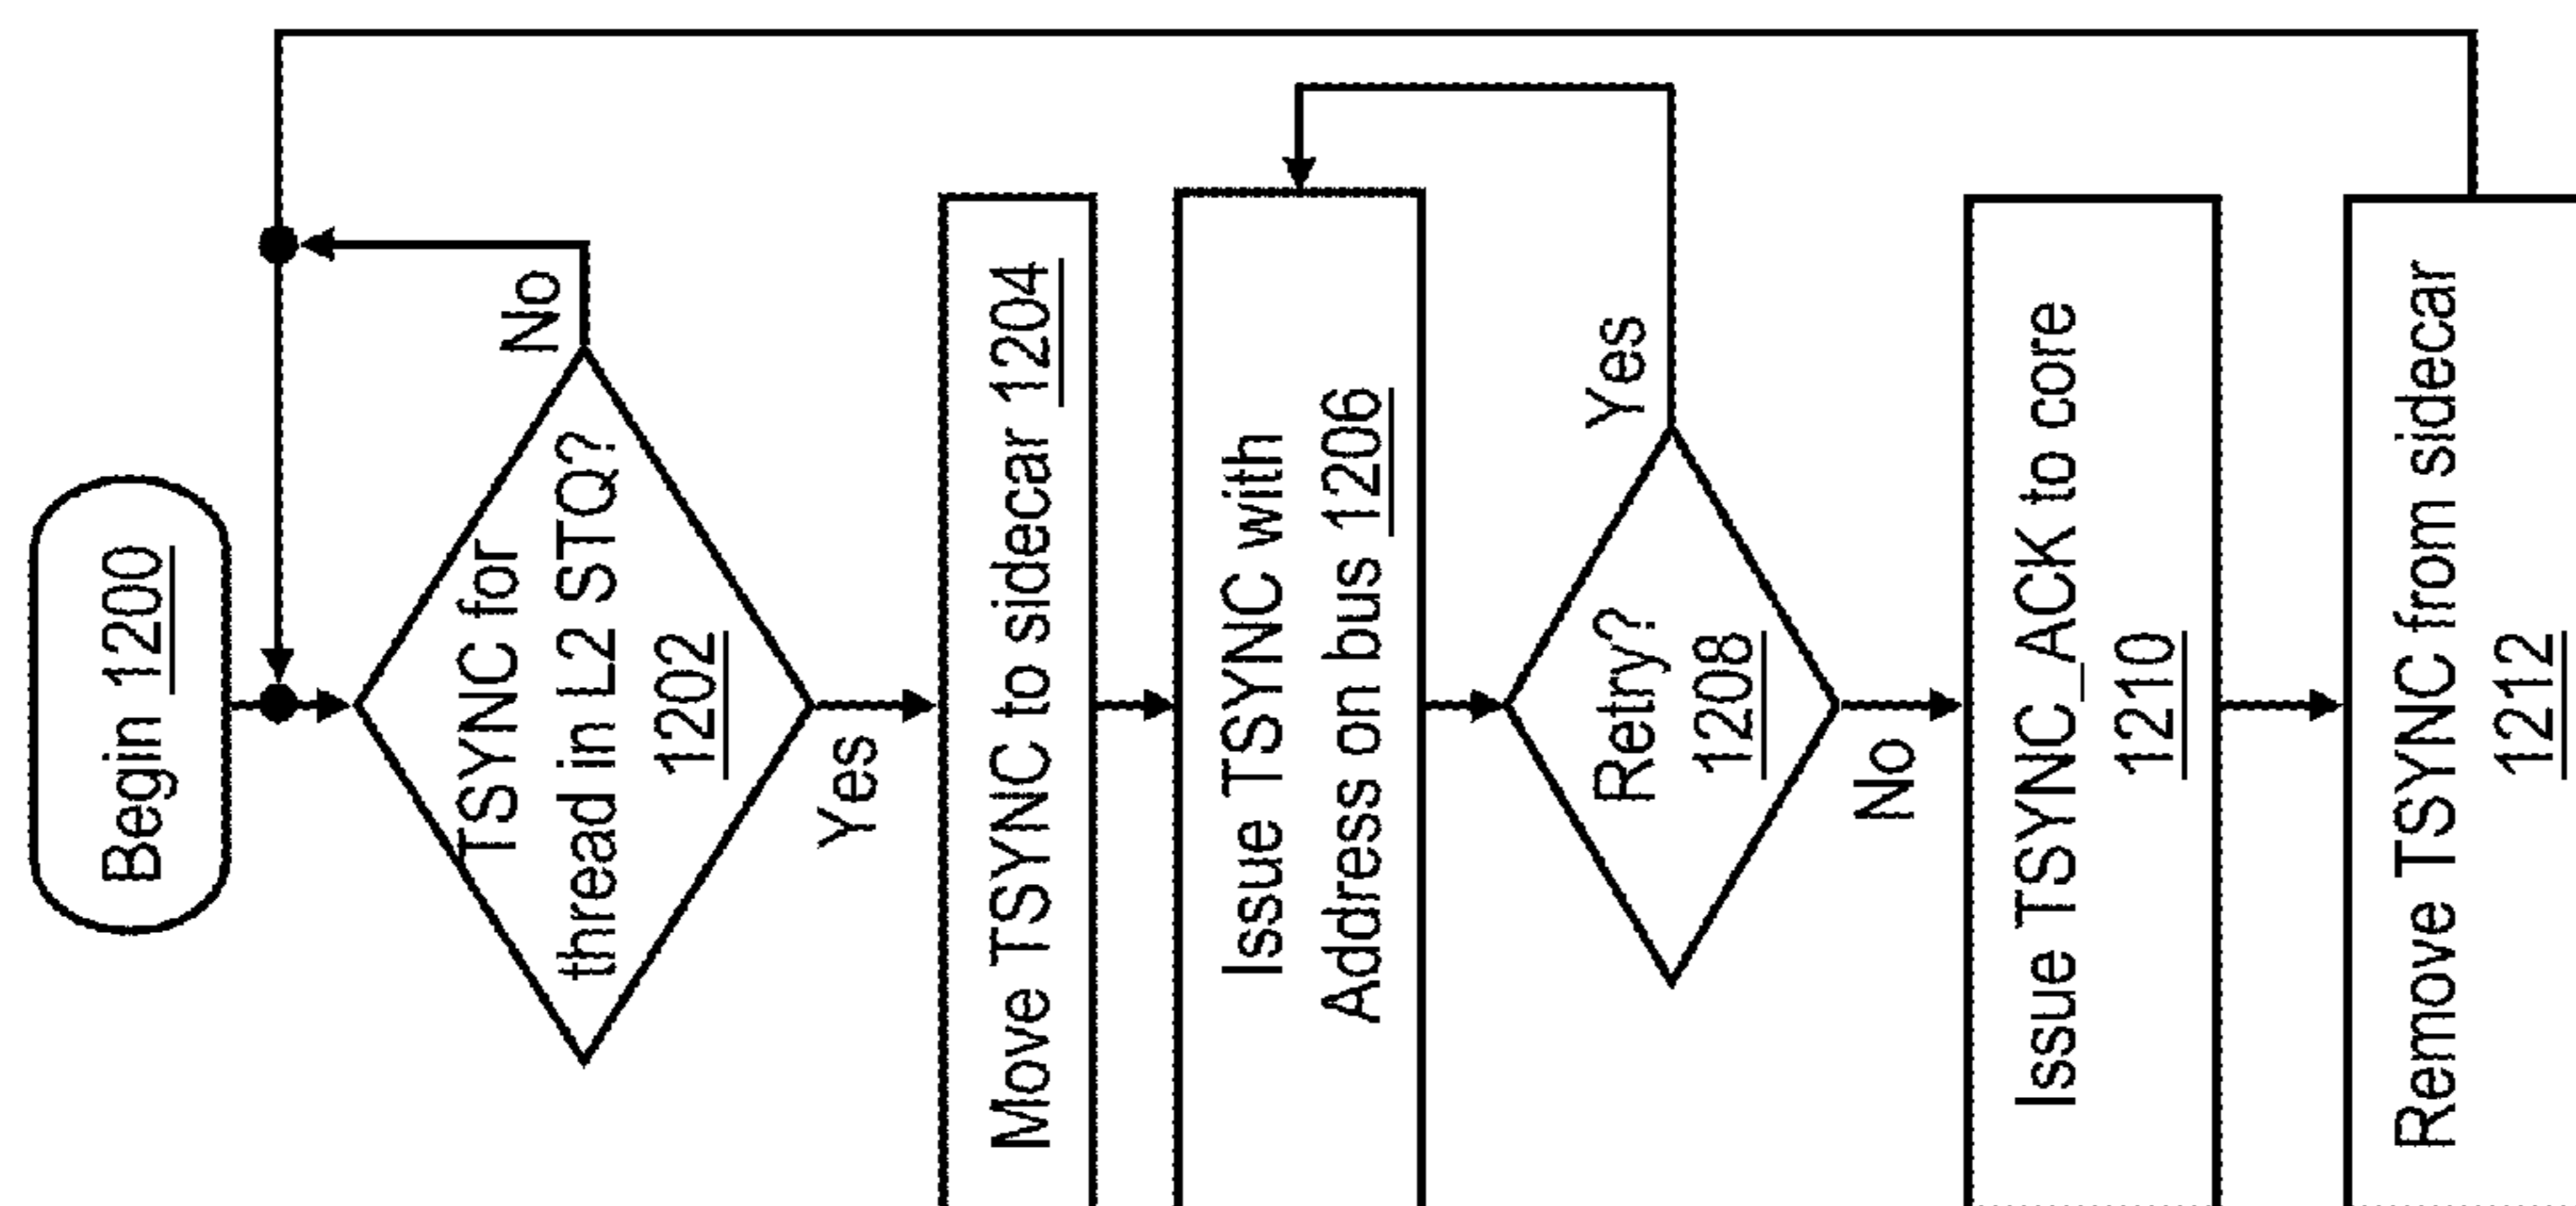 Begin 1200
TSYNC for
thread in L2 STQ?
1202
No
Yes
Move TSYNC to sidecar 1204
Issue TSYNC with
Address on bus 1206
Retry?
1208
Yes
No
Issue TSYNC_ACK to core
1210
Remove TSYNC from sidecar
1212